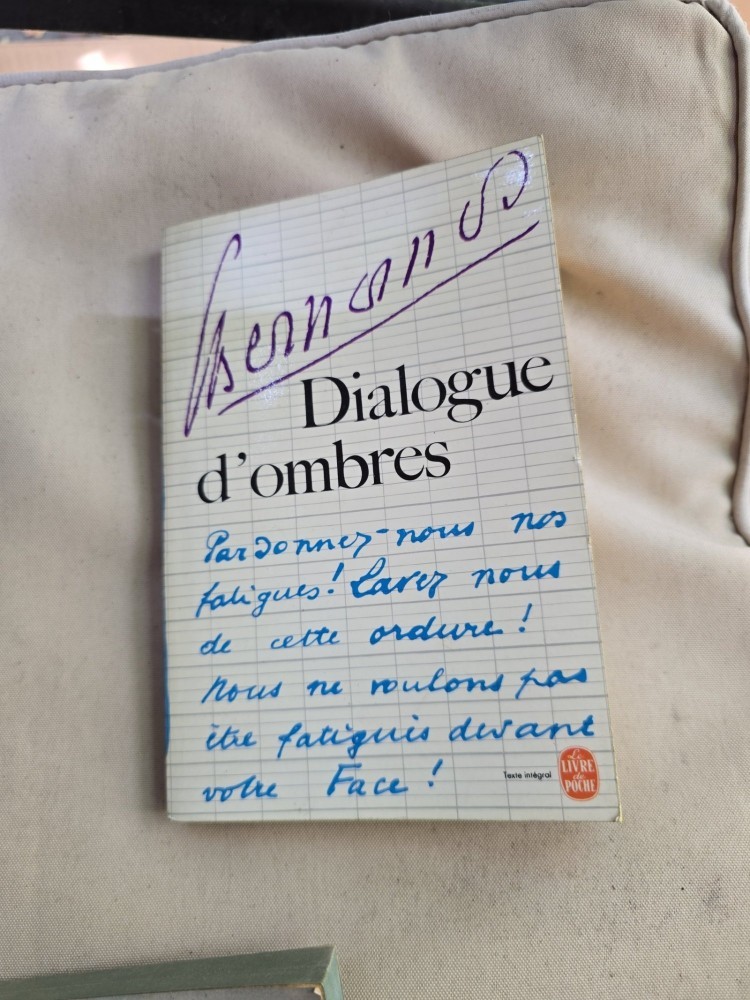 Bernanos
Dialogue
d'ombres
Pardonnez-nous nos
fatigues! Lavez nous
de cette ordure!
Nous ne voulons pas
être fatigués devant
votre Face!
Texte intégral
Le
LIVRE
de
POCHE